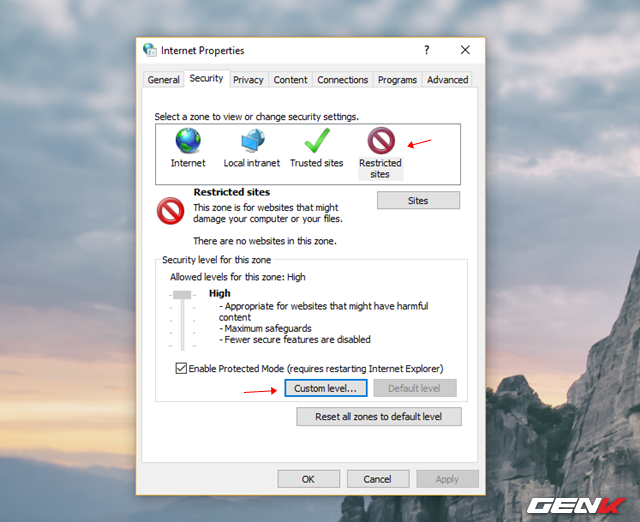 Internet Properties
?
General Security Privacy Content Connections Programs Advanced
Select a zone to view or change security settings.
Internet
Local intranet
Trusted sites
Restricted
sites
Restricted sites
Sites
This zone is for websites that might
damage your computer or your files.
There are no websites in this zone.
Security level for this zone
Allowed levels for this zone: High
High
- Appropriate for websites that might have harmful
content
- Maximum safeguards
- Fewer secure features are disabled
Enable Protected Mode (requires restarting Internet Explorer)
Custom level...
Default level
Reset all zones to default level
OK
Cancel
Apply
GENK